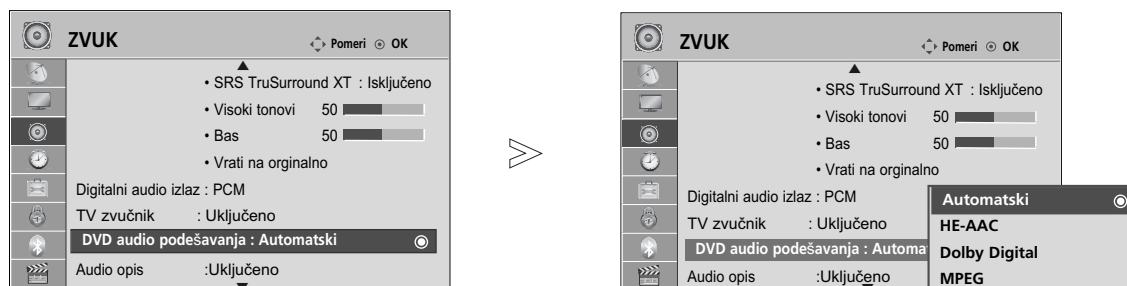 ZVUK
Pomeri OK
• SRS TruSurround XT : Isključeno
• Visoki tonovi 50
• Bas 50
• Vrati na orginalno
Digitalni audio izlaz : PCM
TV zvučnik : Uključeno
DVD audio podešavanja : Automatski
Audio opis :Uključeno
ZVUK
Pomeri OK
• SRS TruSurround XT : Isključeno
• Visoki tonovi 50
• Bas 50
• Vrati na orginalno
Digitalni audio izlaz : PCM
TV zvučnik : Uključeno
DVD audio podešavanja : Automat
Audio opis :Uključeno
Automatski
HE-AAC
Dolby Digital
MPEG